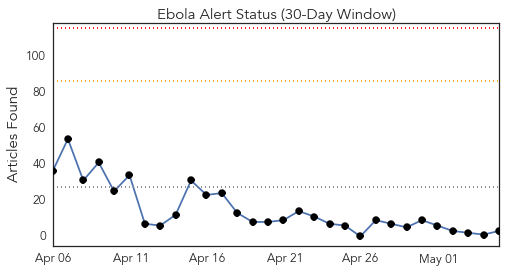 Ebola Alert Status (30-Day Window)
Articles Found
100
80
60
40
20
0
Apr 06
Apr 11
Apr 16
Apr 21
Apr 26
May 01